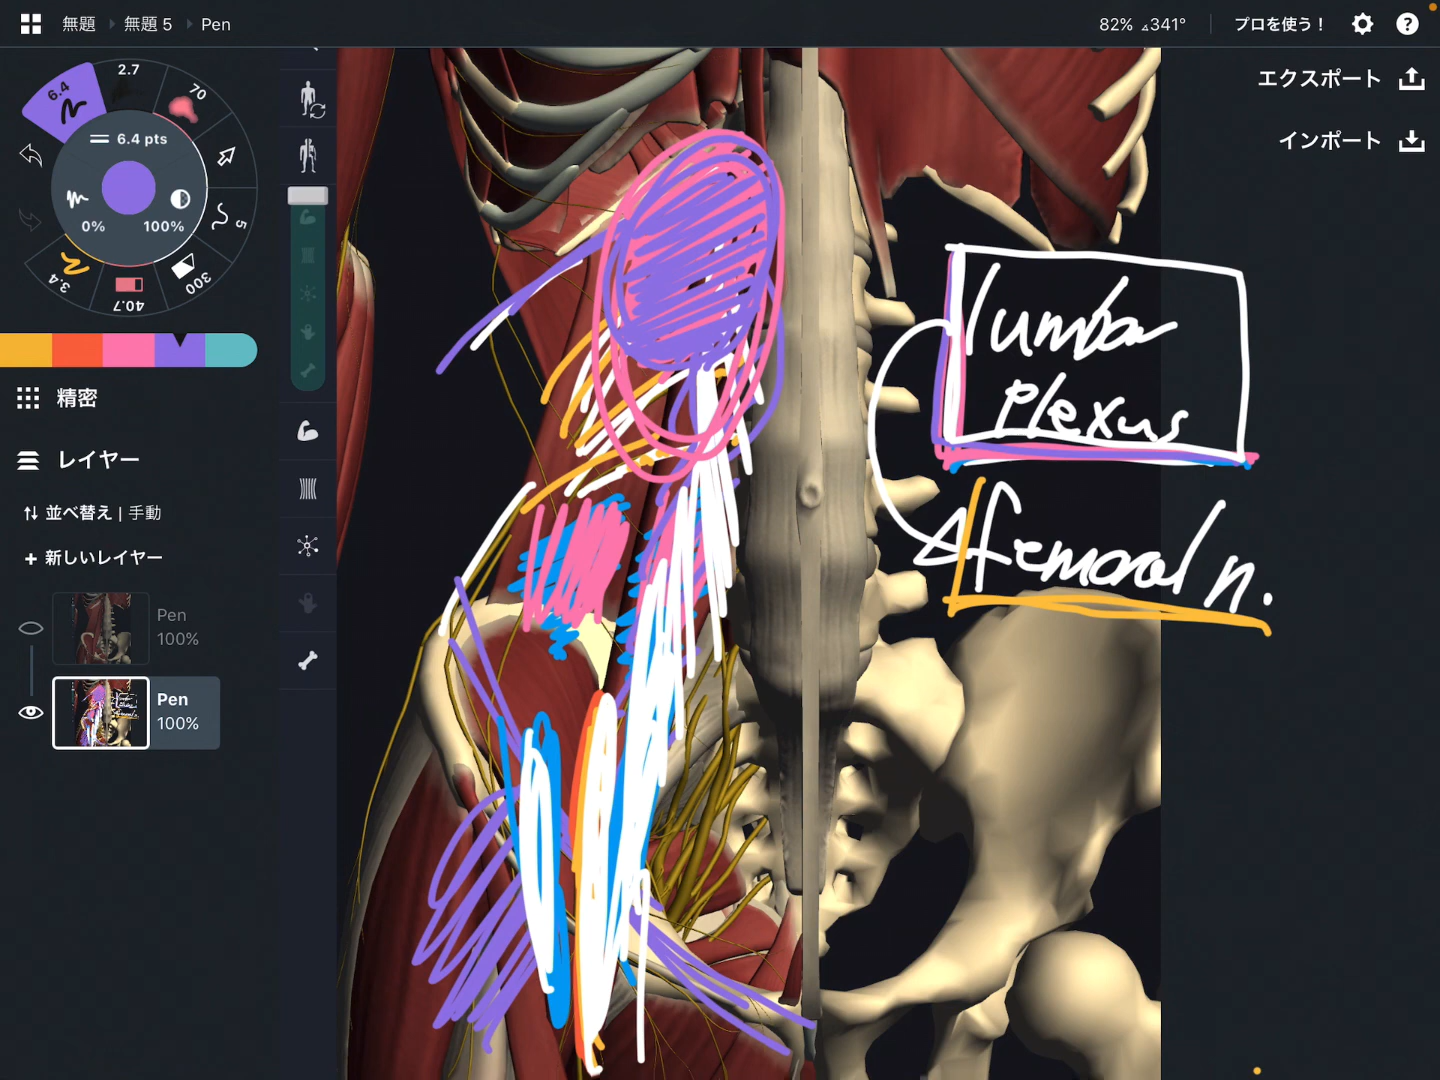 無題 無題 5 Pen 82% ⊿341° プロを使う！
エクスポート
インポート
2.7
6.4
70
6.4 pts
0% 100%
5
3.4
40.7
300
精密
レイヤー
並べ替え | 手動
+ 新しいレイヤー
Pen
100%
Pen
100%
lumbar
plexus
femoral n.